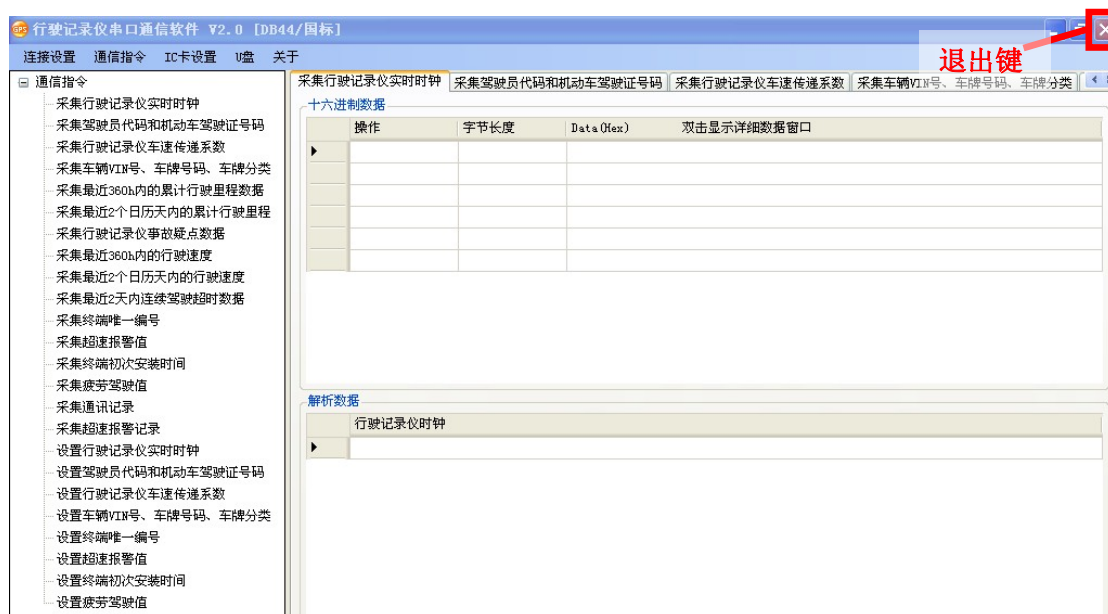 行驶记录仪串口通信软件 V2.0 [DB44/国标]
连接设置 通信指令 IC卡设置 U盘 关于
退出键
通信指令
采集行驶记录仪实时时钟
采集驾驶员代码和机动车驾驶证号码
采集行驶记录仪车速传递系数
采集车辆VIN号、车牌号码、车牌分类
采集最近360h内的累计行驶里程数据
采集最近2个日历天内的累计行驶里程
采集行驶记录仪事故疑点数据
采集最近360h内的行驶速度
采集最近2个日历天内的行驶速度
采集最近2天内连续驾驶超时数据
采集终端唯一编号
采集超速报警值
采集终端初次安装时间
采集疲劳驾驶值
采集通讯记录
采集超速报警记录
设置行驶记录仪实时时钟
设置驾驶员代码和机动车驾驶证号码
设置行驶记录仪车速传递系数
设置车辆VIN号、车牌号码、车牌分类
设置终端唯一编号
设置超速报警值
设置终端初次安装时间
设置疲劳驾驶值
采集行驶记录仪实时时钟 采集驾驶员代码和机动车驾驶证号码 采集行驶记录仪车速传递系数 采集车辆VIN号、车牌号码、车牌分类
十六进制数据
操作 字节长度 Data(Hex) 双击显示详细数据窗口
解析数据
行驶记录仪时钟